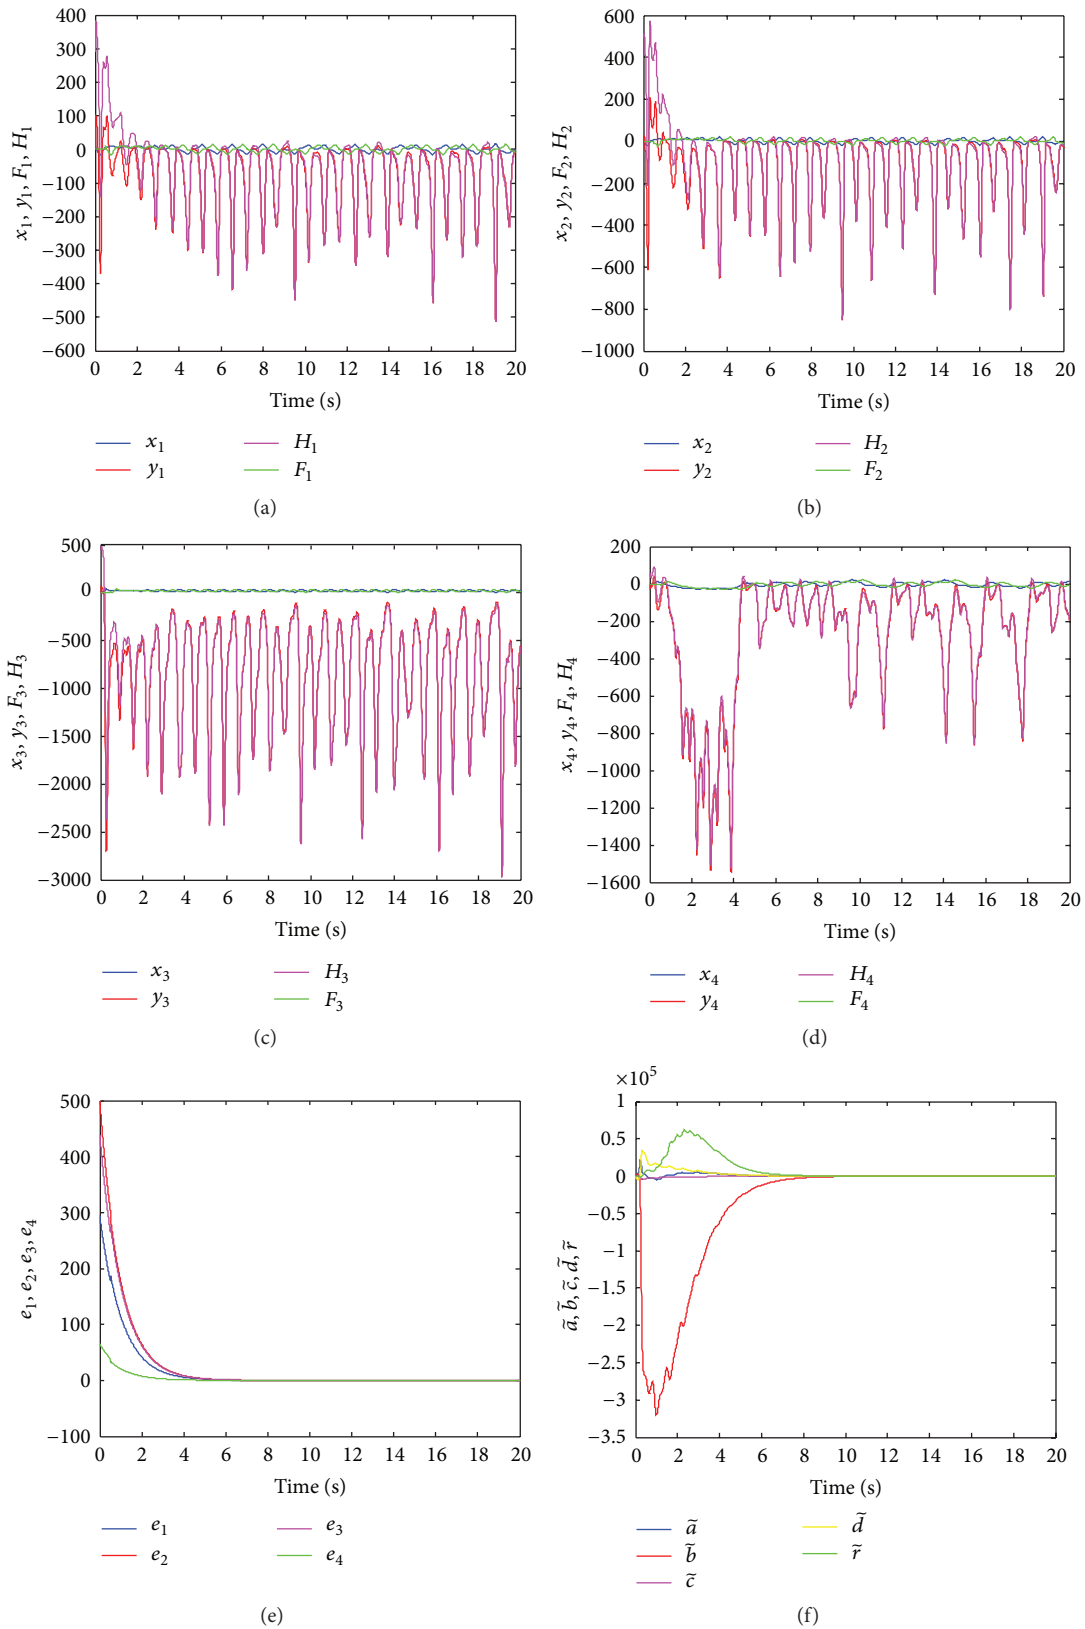 400
300
200
100
0
−100
−200
−300
−400
−500
−600
x1, y1, F1, H1
0 2 4 6 8 10 12 14 16 18 20
Time (s)
x1 H1
y1 F1
(a)
600
400
200
0
−200
−400
−600
−800
−1000
x2, y2, F2, H2
0 2 4 6 8 10 12 14 16 18 20
Time (s)
x2 H2
y2 F2
(b)
500
0
−500
−1000
−1500
−2000
−2500
−3000
x3, y3, F3, H3
0 2 4 6 8 10 12 14 16 18 20
Time (s)
x3 H3
y3 F3
(c)
200
0
−200
−400
−600
−800
−1000
−1200
−1400
−1600
x4, y4, F4, H4
0 2 4 6 8 10 12 14 16 18 20
Time (s)
x4 H4
y4 F4
(d)
500
400
300
200
100
0
−100
e1, e2, e3, e4
0 2 4 6 8 10 12 14 16 18 20
Time (s)
e1 e3
e2 e4
(e)
×10⁵
1
0.5
0
−0.5
−1
−1.5
−2
−2.5
−3
−3.5
ã, b̃, c̃, d̃, r̃
0 2 4 6 8 10 12 14 16 18 20
Time (s)
ã d̃
b̃ r̃
c̃
(f)